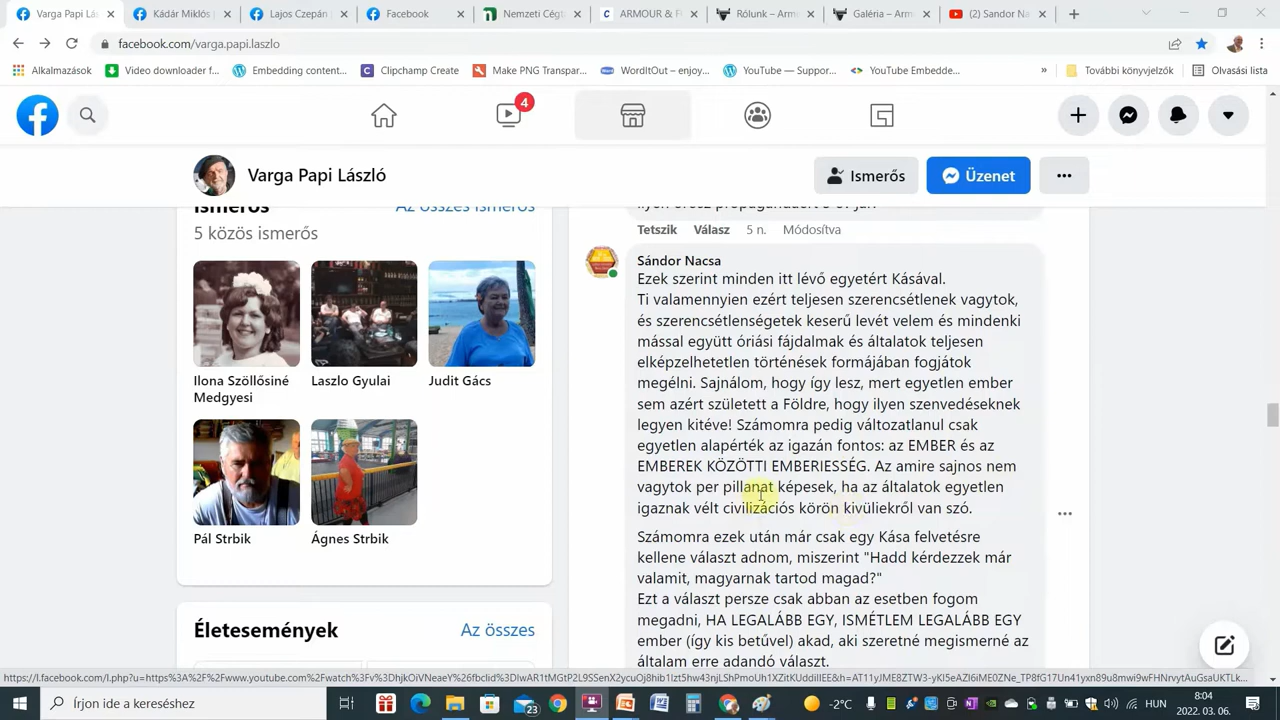 Varga Papi Lás
Kádár Miklós
Lajos Czepán
Facebook
Nemzeti Cégt
ARMOUR & F
Rólunk – Arm
Galéria – Arm
(2) Sandor Na
facebook.com/varga.papi.laszlo
Alkalmazások
Video downloader f...
Embedding content...
Clipchamp Create
Make PNG Transpar...
WordItOut – enjoy...
YouTube — Suppor...
YouTube Embedde...
»
További könyvjelzők
Olvasási lista
4
Varga Papi László
Ismerős
Üzenet
Ismerős
Az összes ismerős
5 közös ismerős
Ilona Szöllősiné
Medgyesi
Laszlo Gyulai
Judit Gács
Pál Strbik
Ágnes Strbik
Életesemények
Az összes
Tetszik Válasz 5 n. Módosítva
Sándor Nacsa
Ezek szerint minden itt lévő egyetért Kásával.
Ti valamennyien ezért teljesen szerencsétlenek vagytok,
és szerencsétlenségetek keserű levét velem és mindenki
mással együtt óriási fájdalmak és általatok teljesen
elképzelhetetlen történések formájában fogjátok
megélni. Sajnálom, hogy így lesz, mert egyetlen ember
sem azért született a Földre, hogy ilyen szenvedéseknek
legyen kitéve! Számomra pedig változatlanul csak
egyetlen alapérték az igazán fontos: az EMBER és az
EMBEREK KÖZÖTTI EMBERIESSÉG. Az amire sajnos nem
vagytok per pillanat képesek, ha az általatok egyetlen
igaznak vélt civilizációs körön kivüliekről van szó.
Számomra ezek után már csak egy Kása felvetésre
kellene választ adnom, miszerint "Hadd kérdezzek már
valamit, magyarnak tartod magad?"
Ezt a választ persze csak abban az esetben fogom
megadni, HA LEGALÁBB EGY, ISMÉTLEM LEGALÁBB EGY
ember (így kis betűvel) akad, aki szeretné megismerné az
általam erre adandó választ.
Írjon ide a kereséshez
23
-2°C
HUN
8:04
2022. 03. 06.